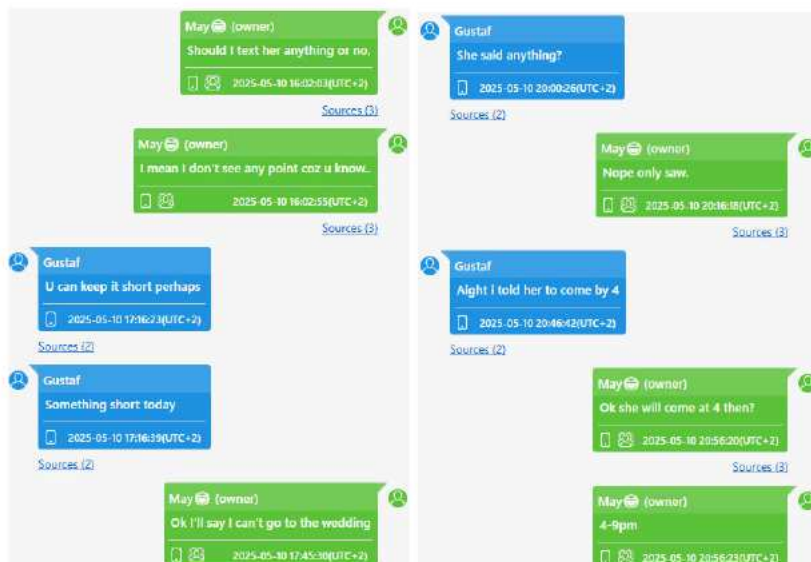 May (owner)
Should I text her anything or no.
2025-05-10 16:02:03(UTC+2)
Sources (3)
May (owner)
I mean I don't see any point coz u know..
2025-05-10 16:02:55(UTC+2)
Sources (3)
Gustaf
U can keep it short perhaps
2025-05-10 17:16:23(UTC+2)
Sources (2)
Gustaf
Something short today
2025-05-10 17:16:39(UTC+2)
Sources (2)
May (owner)
Ok I'll say I can't go to the wedding
2025-05-10 17:45:30(UTC+2)
Gustaf
She said anything?
2025-05-10 20:00:26(UTC+2)
Sources (2)
May (owner)
Nope only saw.
2025-05-10 20:16:18(UTC+2)
Sources (3)
Gustaf
Aight i told her to come by 4
2025-05-10 20:46:42(UTC+2)
Sources (2)
May (owner)
Ok she will come at 4 then?
2025-05-10 20:56:20(UTC+2)
Sources (3)
May (owner)
4-9pm
2025-05-10 20:56:23(UTC+2)